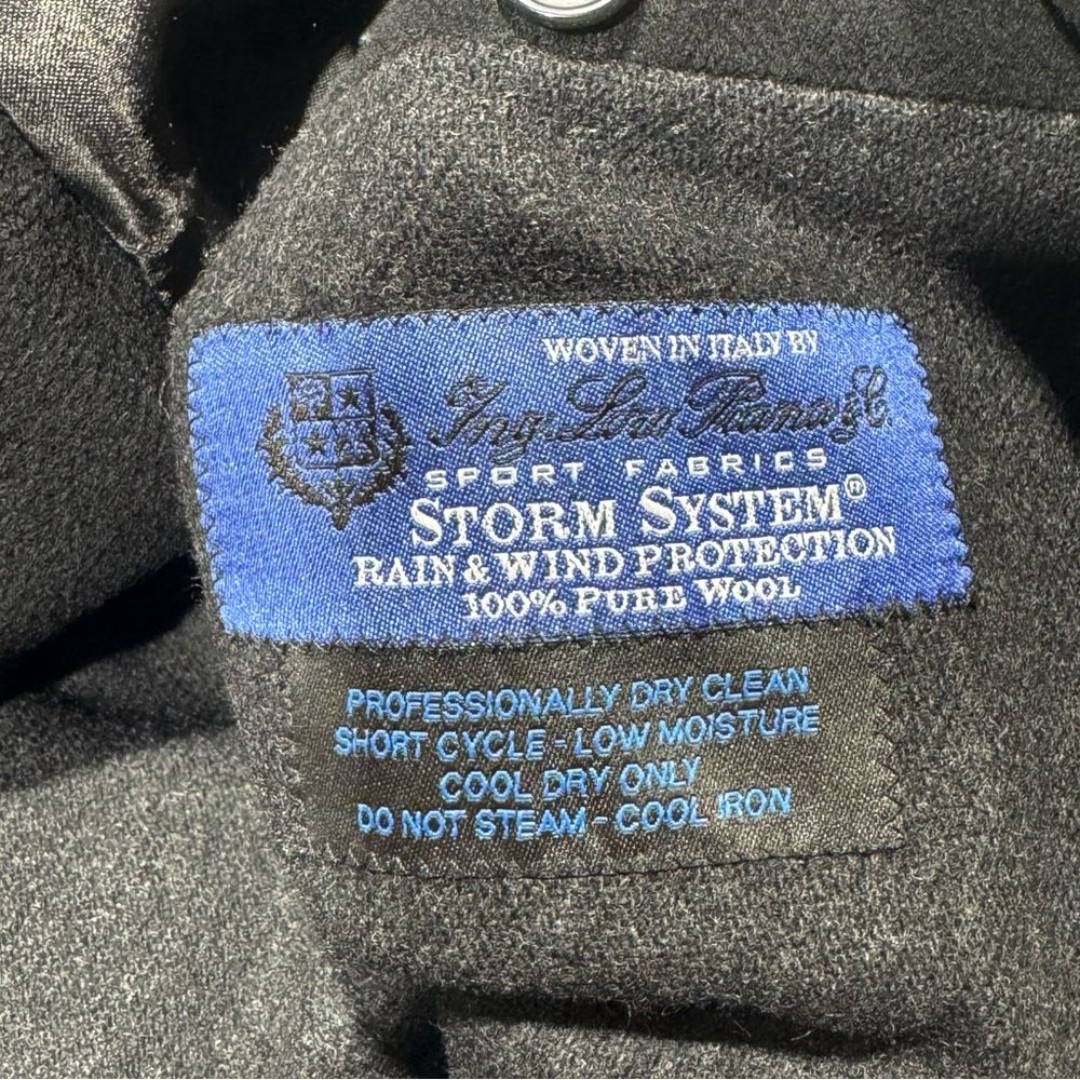 WOVEN IN ITALY BY
Ing. Loro Piana & C.
SPORT FABRICS
STORM SYSTEM®
RAIN & WIND PROTECTION
100% PURE WOOL
PROFESSIONALLY DRY CLEAN
SHORT CYCLE - LOW MOISTURE
COOL DRY ONLY
DO NOT STEAM - COOL IRON